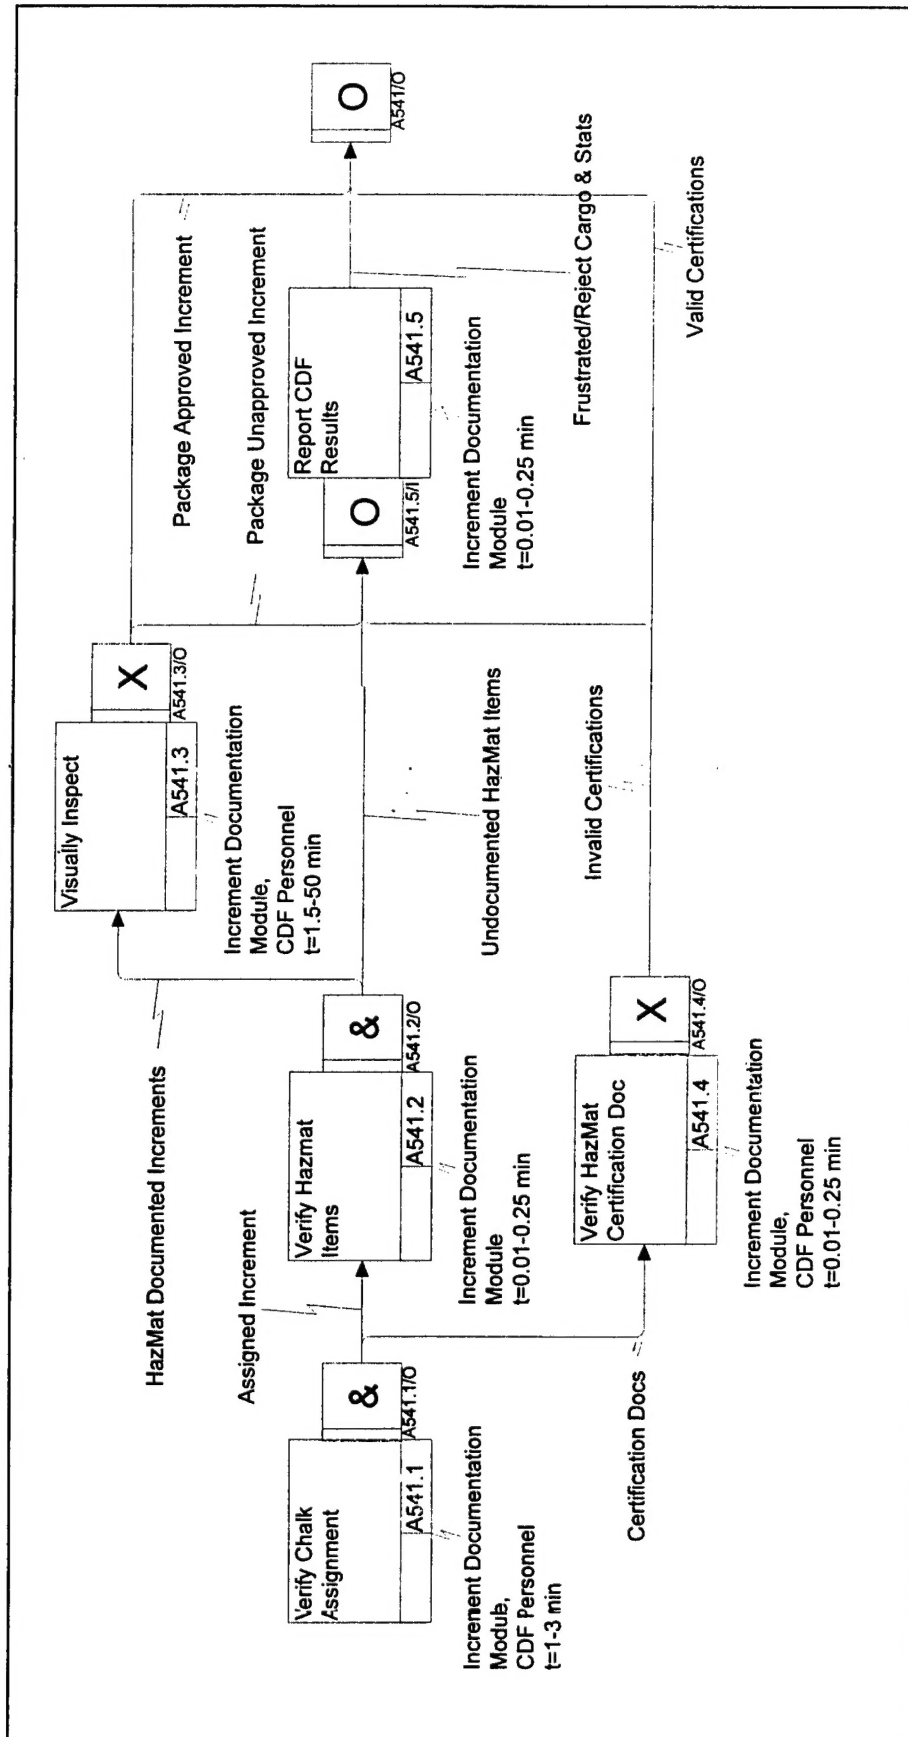 Verify Chalk
Assignment
A541.1
&
A541.1/O
Increment Documentation
Module,
CDF Personnel
t=1-3 min
Assigned Increment
Certification Docs
HazMat Documented Increments
Verify Hazmat
Items
A541.2
&
A541.2/O
Increment Documentation
Module
t=0.01-0.25 min
Verify HazMat
Certification Doc
A541.4
X
A541.4/O
Increment Documentation
Module,
CDF Personnel
t=0.01-0.25 min
Visually Inspect
A541.3
X
A541.3/O
Increment Documentation
Module,
CDF Personnel
t=1.5-50 min
Undocumented HazMat Items
Invalid Certifications
Package Approved Increment
Package Unapproved Increment
Report CDF
Results
A541.5
O
A541.5/I
Increment Documentation
Module
t=0.01-0.25 min
Frustrated/Reject Cargo & Stats
Valid Certifications
O
A541/O